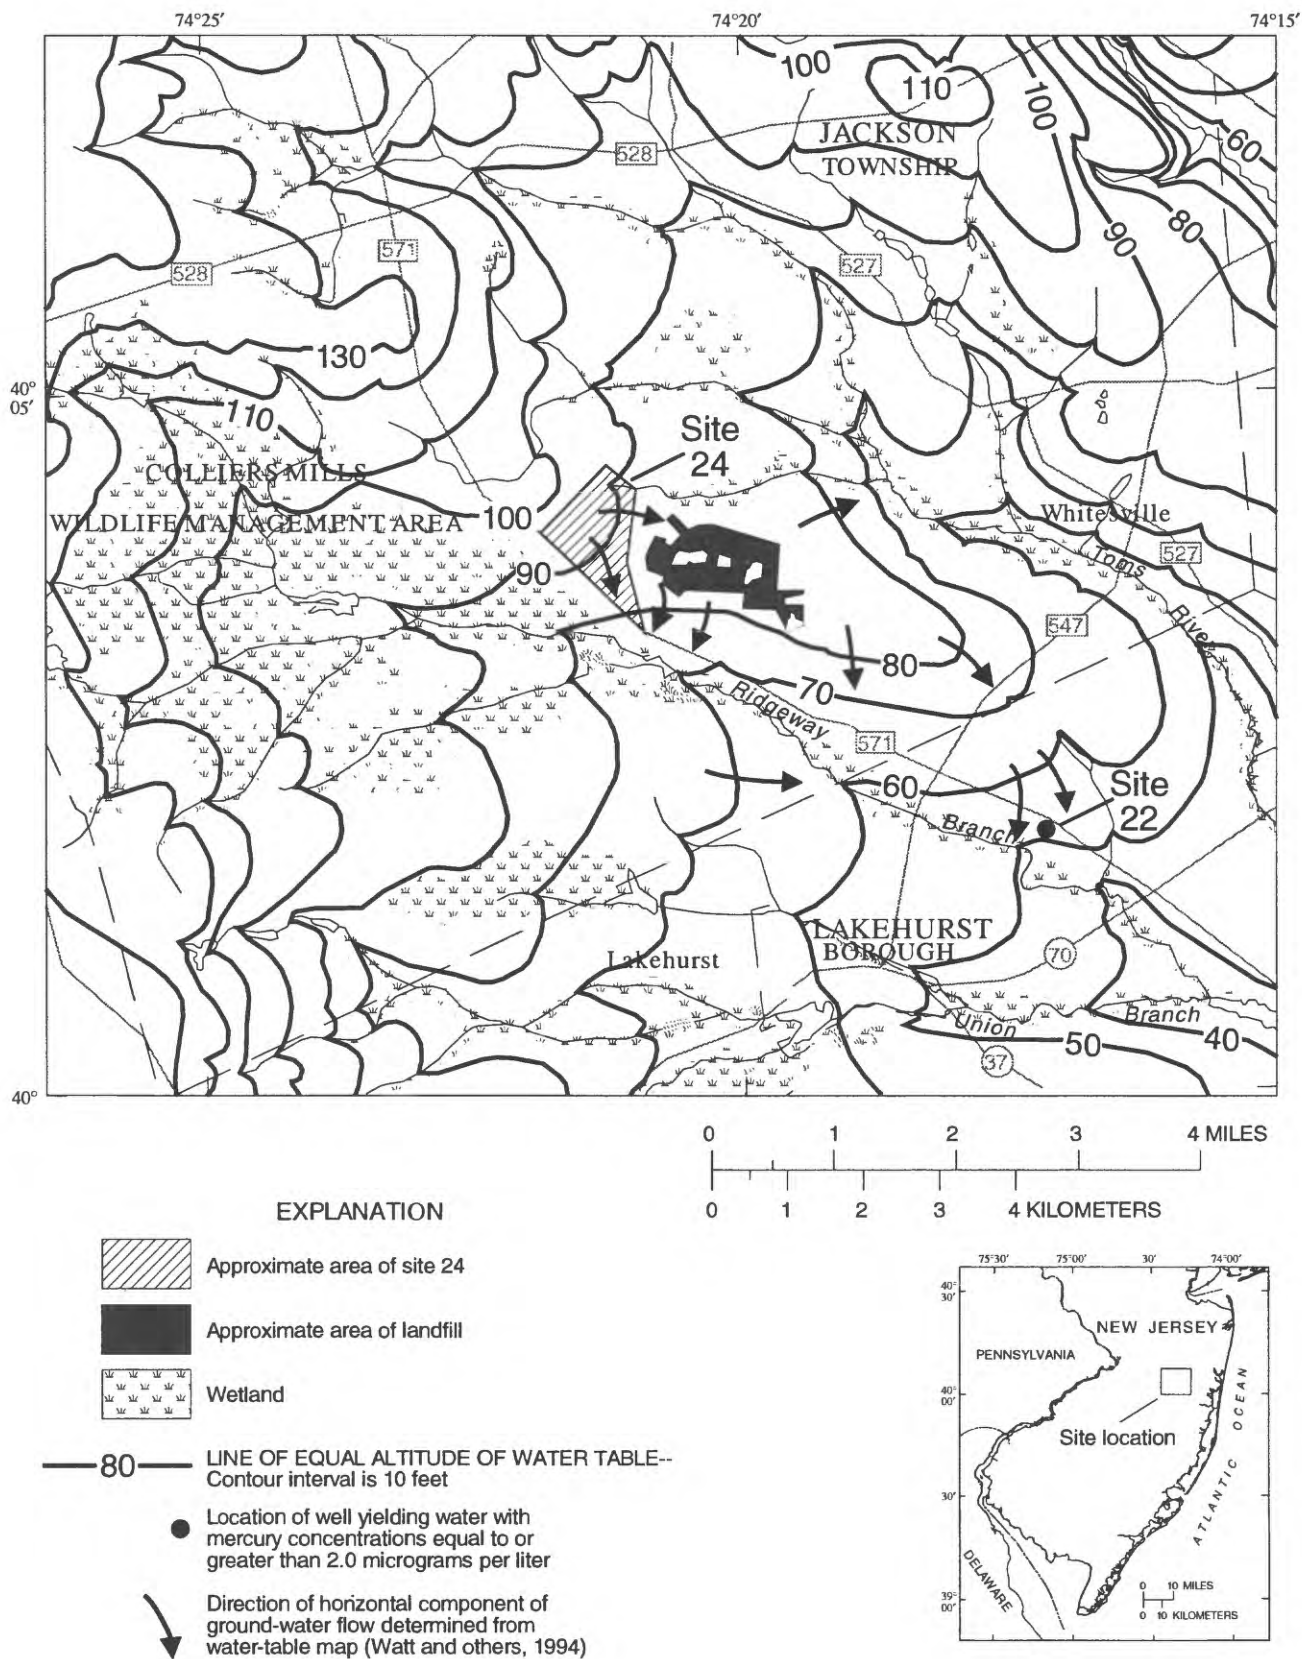 74°25′
74°20′
74°15′
100
110
100
60
JACKSON
TOWNSHIP
528
571
528
527
90
80
130
40°
05′
110
Site
24
COLLIERS MILLS
WILDLIFE MANAGEMENT AREA
100
Whitesville
Toms
River
527
90
547
80
70
Ridgeway
571
60
Site
22
Branch
LAKEHURST
BOROUGH
Lakehurst
70
Union
Branch
50
40
37
40°
0 1 2 3 4 MILES
0 1 2 3 4 KILOMETERS
EXPLANATION
Approximate area of site 24
Approximate area of landfill
Wetland
80
LINE OF EQUAL ALTITUDE OF WATER TABLE--
Contour interval is 10 feet
Location of well yielding water with
mercury concentrations equal to or
greater than 2.0 micrograms per liter
Direction of horizontal component of
ground-water flow determined from
water-table map (Watt and others, 1994)
75°30′ 75°00′ 30′ 74°00′
40°
30′
NEW JERSEY
PENNSYLVANIA
40°
00′
Site location
ATLANTIC OCEAN
30′
DELAWARE
39°
00′
0 10 MILES
0 10 KILOMETERS